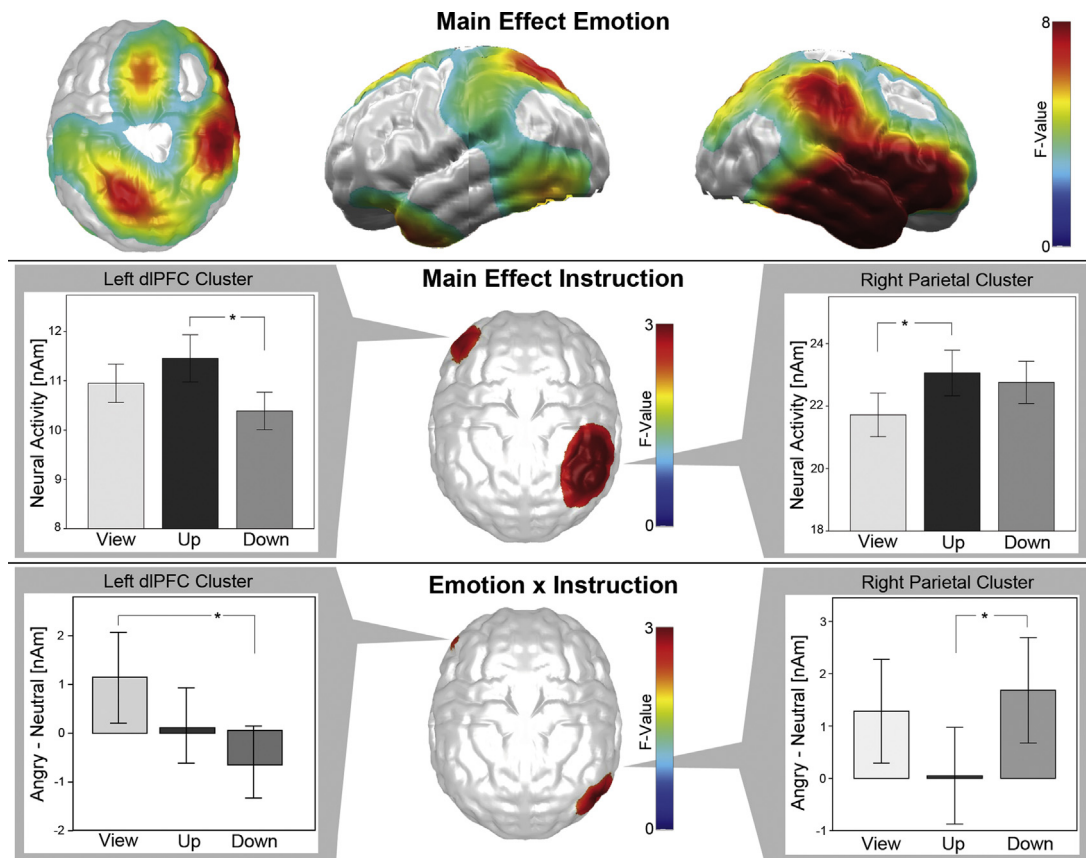 Main Effect Emotion
8
F-Value
0
Left dlPFC Cluster
Main Effect Instruction
Right Parietal Cluster
Neural Activity [nAm]
12
11
10
9
8
*
View Up Down
3
F-Value
0
Neural Activity [nAm]
24
22
20
18
*
View Up Down
Left dlPFC Cluster
Emotion x Instruction
Right Parietal Cluster
Angry - Neutral [nAm]
2
1
0
-1
-2
*
View Up Down
3
F-Value
0
Angry - Neutral [nAm]
3
2
1
0
-1
*
View Up Down